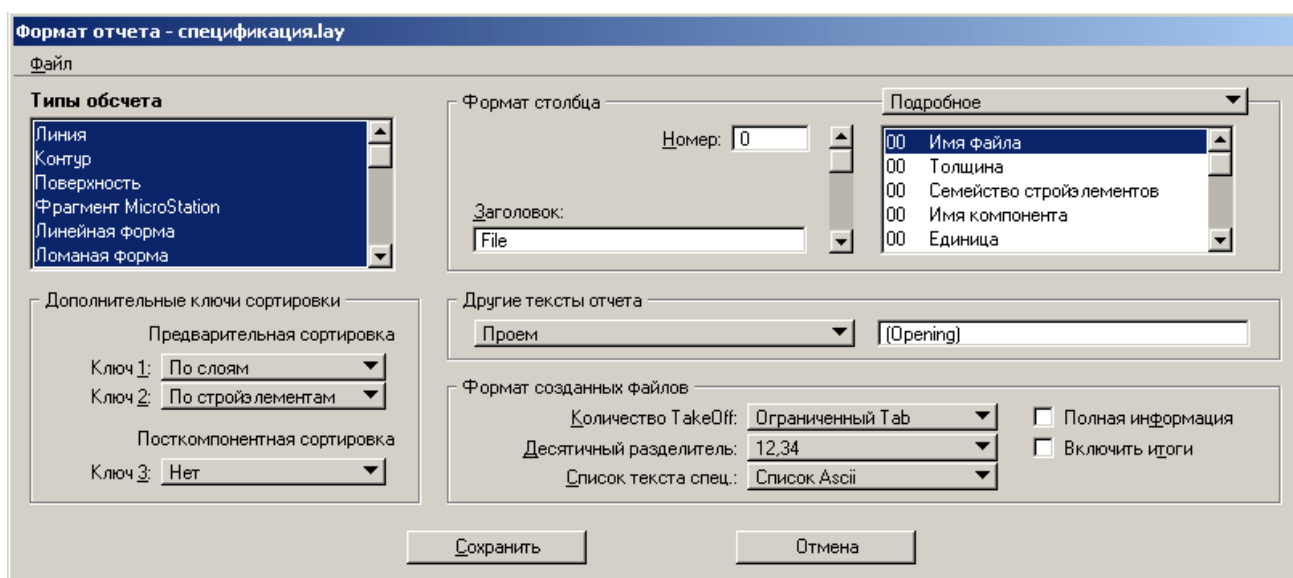 Формат отчета - спецификация.lay
Файл
Типы обсчета
Линия
Контур
Поверхность
Фрагмент MicroStation
Линейная форма
Ломаная форма
Формат столбца
Подробное
Номер: 0
Заголовок:
File
00 Имя файла
00 Толщина
00 Семейство стройэлементов
00 Имя компонента
00 Единица
Дополнительные ключи сортировки
Предварительная сортировка
Ключ 1: По слоям
Ключ 2: По стройэлементам
Посткомпонентная сортировка
Ключ 3: Нет
Другие тексты отчета
Проем (Opening)
Формат созданных файлов
Количество TakeOff: Ограниченный Tab
Полная информация
Десятичный разделитель: 12,34
Включить итоги
Список текста спец.: Список Ascii
Сохранить Отмена